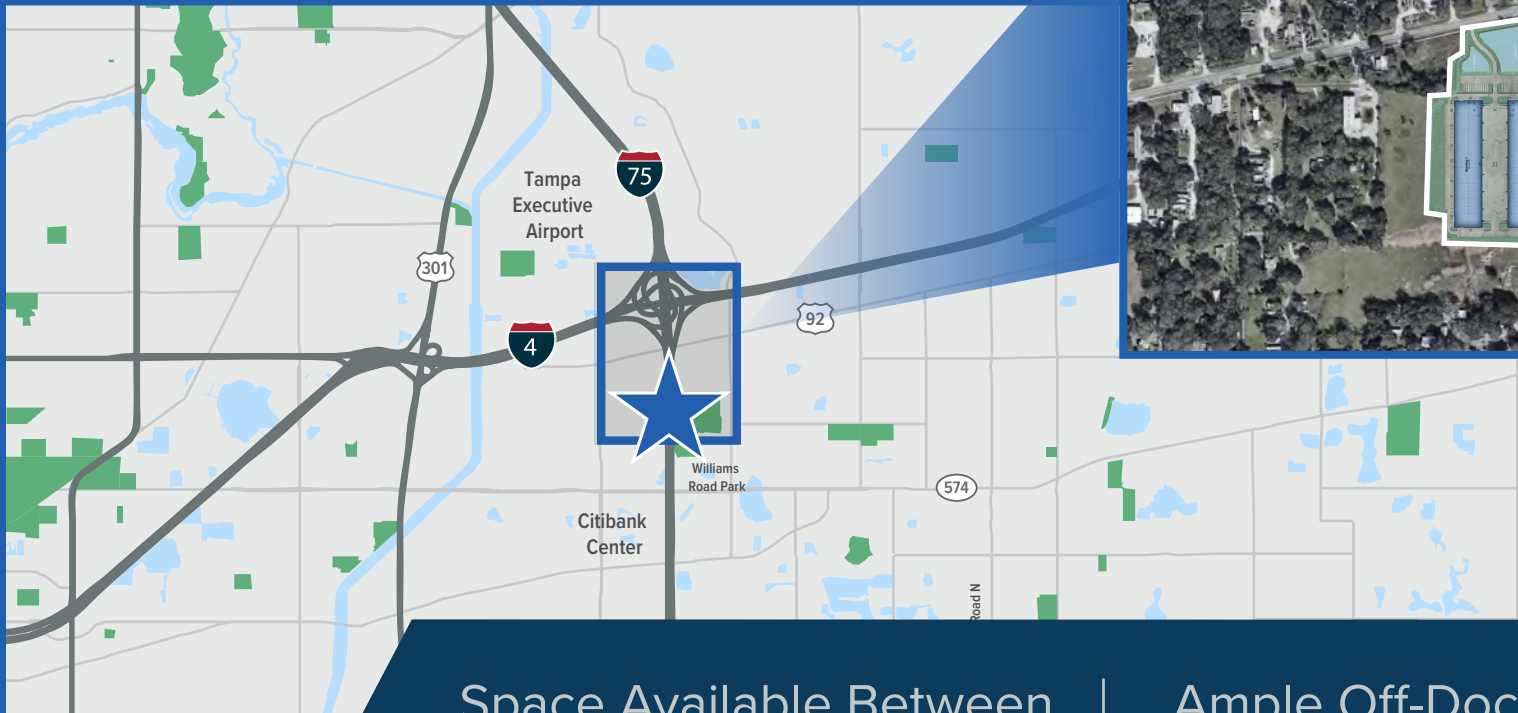 75
Tampa
Executive
Airport
301
4
92
Williams
Road Park
574
Citibank
Center
Road N
Space Available Between
Ample Off-Doc